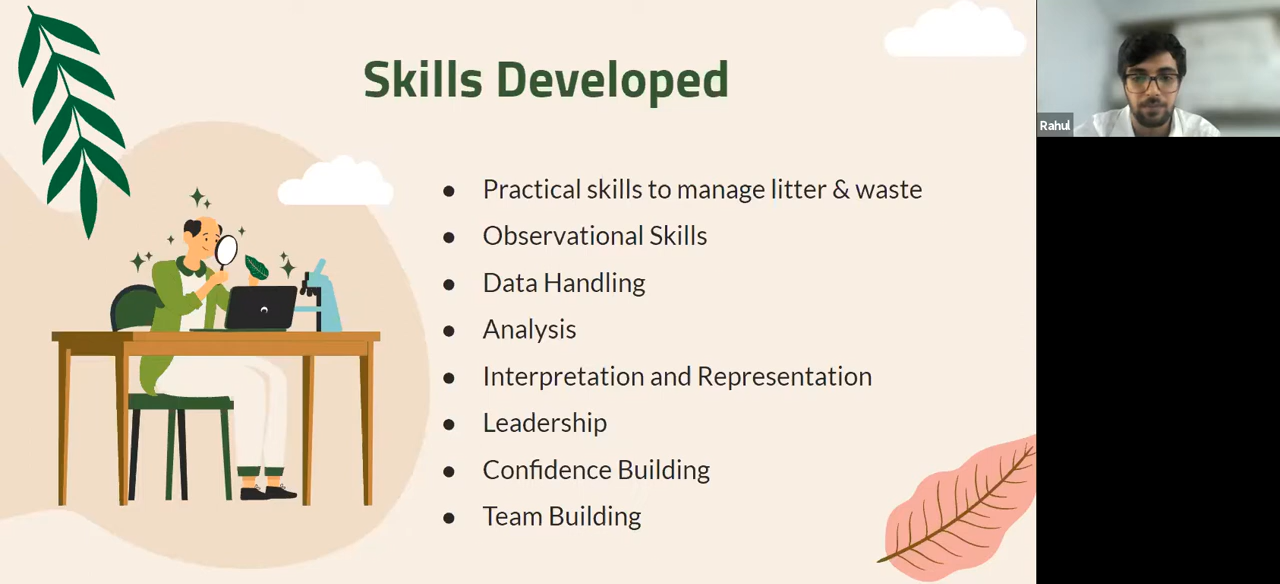 Skills Developed
● Practical skills to manage litter & waste
● Observational Skills
● Data Handling
● Analysis
● Interpretation and Representation
● Leadership
● Confidence Building
● Team Building
Rahul